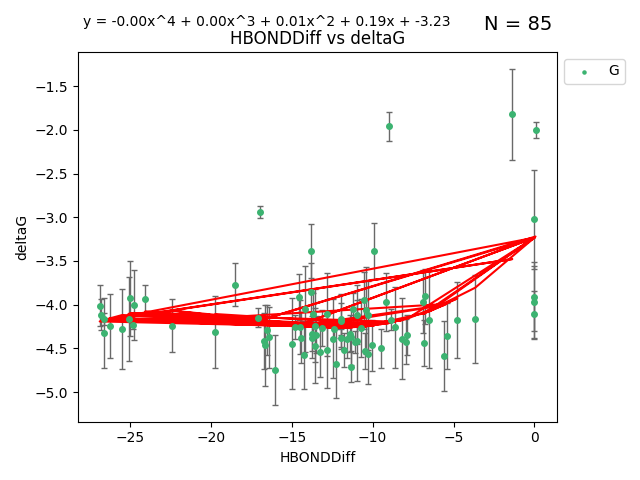 y = -0.00x^4 + 0.00x^3 + 0.01x^2 + 0.19x + -3.23
N = 85
HBONDDiff vs deltaG
G
−1.5
−2.0
−2.5
−3.0
−3.5
−4.0
−4.5
−5.0
deltaG
−25
−20
−15
−10
−5
0
HBONDDiff